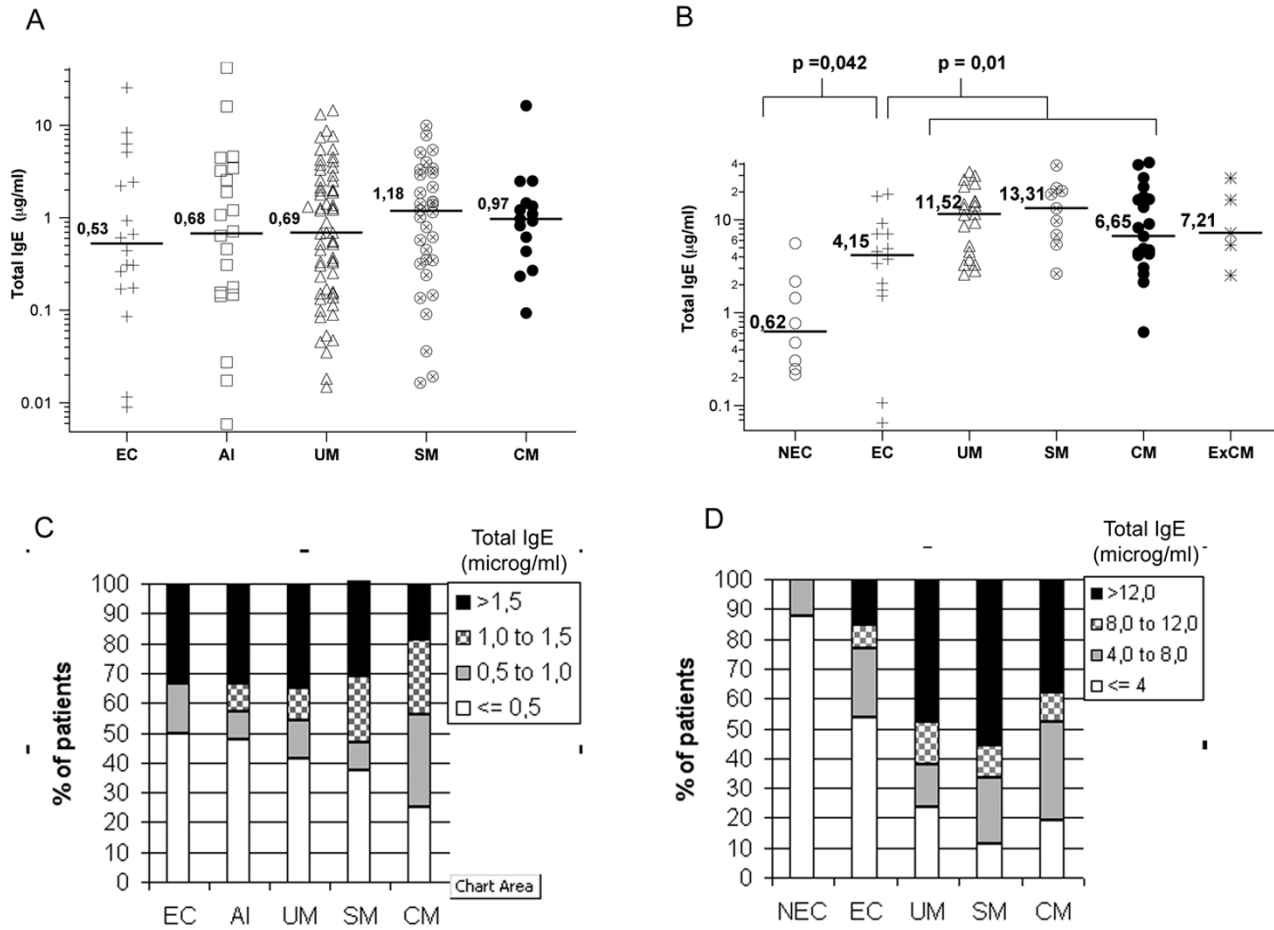 A
Total IgE (µg/ml)
10
1
0.1
0.01
0,53
0,68
0,69
1,18
0,97
EC AI UM SM CM
B
p =0,042 p = 0,01
Total IgE (µg/ml)
4
2
10
6
4
2
1
6
4
2
0.1
0,62
4,15
11,52
13,31
6,65
7,21
NEC EC UM SM CM ExCM
C
Total IgE
(microg/ml)
>1,5
1,0 to 1,5
0,5 to 1,0
<= 0,5
% of patients
100
90
80
70
60
50
40
30
20
10
0
Chart Area
EC AI UM SM CM
D
Total IgE
(microg/ml)
>12,0
8,0 to 12,0
4,0 to 8,0
<= 4
% of patients
100
90
80
70
60
50
40
30
20
10
0
NEC EC UM SM CM